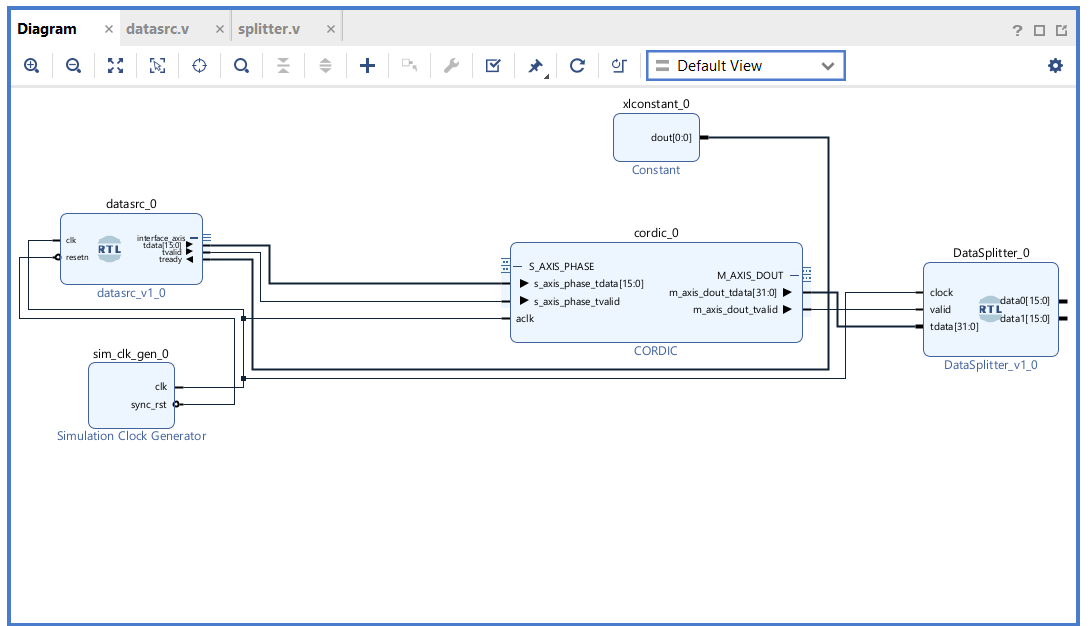 Diagram
datasrc.v
splitter.v
?
Default View
xlconstant_0
dout[0:0]
Constant
datasrc_0
clk
resetn
RTL
interface_axis
tdata[15:0]
tvalid
tready
datasrc_v1_0
cordic_0
S_AXIS_PHASE
s_axis_phase_tdata[15:0]
s_axis_phase_tvalid
aclk
M_AXIS_DOUT
m_axis_dout_tdata[31:0]
m_axis_dout_tvalid
CORDIC
DataSplitter_0
clock
valid
tdata[31:0]
RTL
data0[15:0]
data1[15:0]
DataSplitter_v1_0
sim_clk_gen_0
clk
sync_rst
Simulation Clock Generator